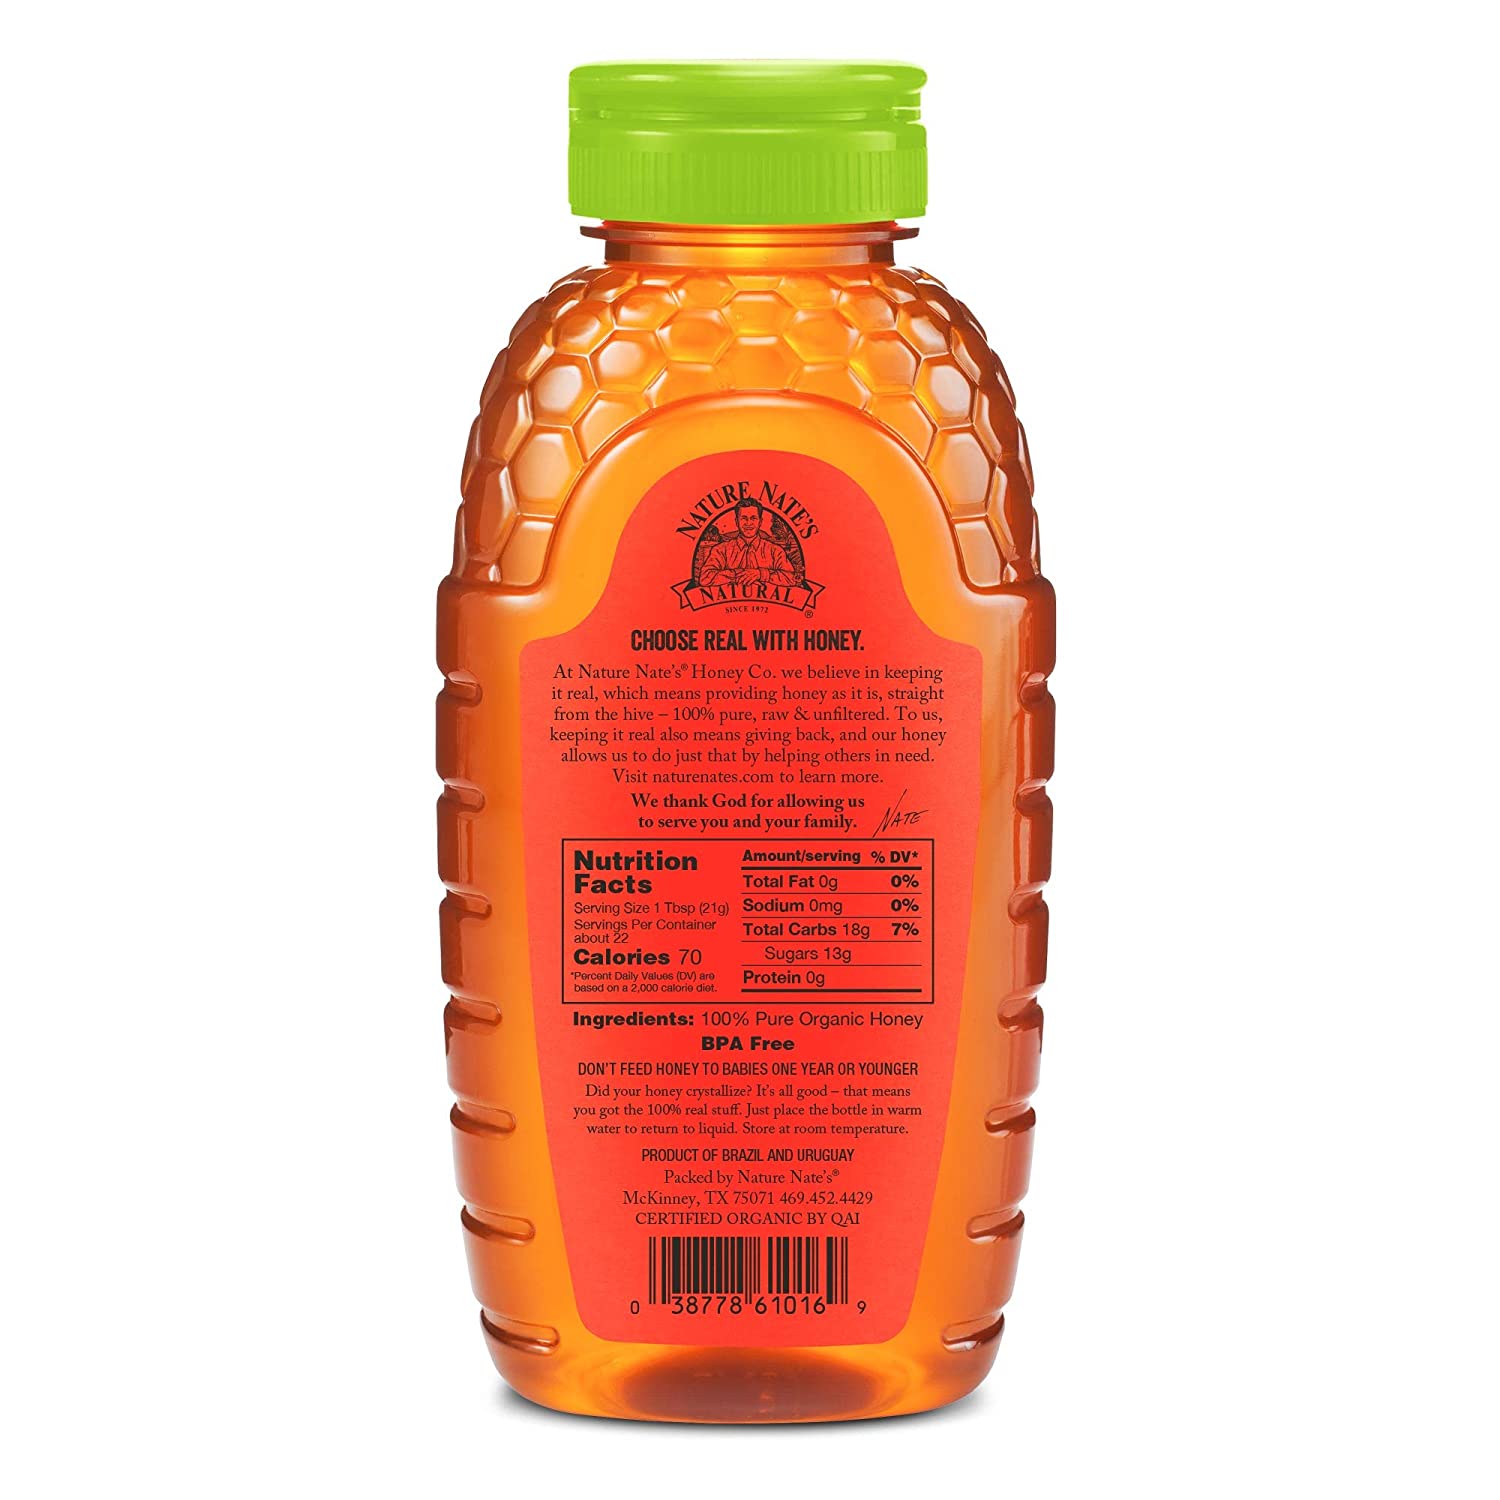 NATURE NATE'S
NATURAL
SINCE 1972
®
CHOOSE REAL WITH HONEY.
At Nature Nate's® Honey Co. we believe in keeping
it real, which means providing honey as it is, straight
from the hive – 100% pure, raw & unfiltered. To us,
keeping it real also means giving back, and our honey
allows us to do just that by helping others in need.
Visit naturenates.com to learn more.
We thank God for allowing us
to serve you and your family.
NATE
Nutrition
Facts
Serving Size 1 Tbsp (21g)
Servings Per Container
about 22
Calories 70
*Percent Daily Values (DV) are
based on a 2,000 calorie diet.
Amount/serving % DV*
Total Fat 0g 0%
Sodium 0mg 0%
Total Carbs 18g 7%
Sugars 13g
Protein 0g
Ingredients: 100% Pure Organic Honey
BPA Free
DON'T FEED HONEY TO BABIES ONE YEAR OR YOUNGER
Did your honey crystallize? It's all good – that means
you got the 100% real stuff. Just place the bottle in warm
water to return to liquid. Store at room temperature.
PRODUCT OF BRAZIL AND URUGUAY
Packed by Nature Nate's®
McKinney, TX 75071 469.452.4429
CERTIFIED ORGANIC BY QAI
0 38778 61016 9